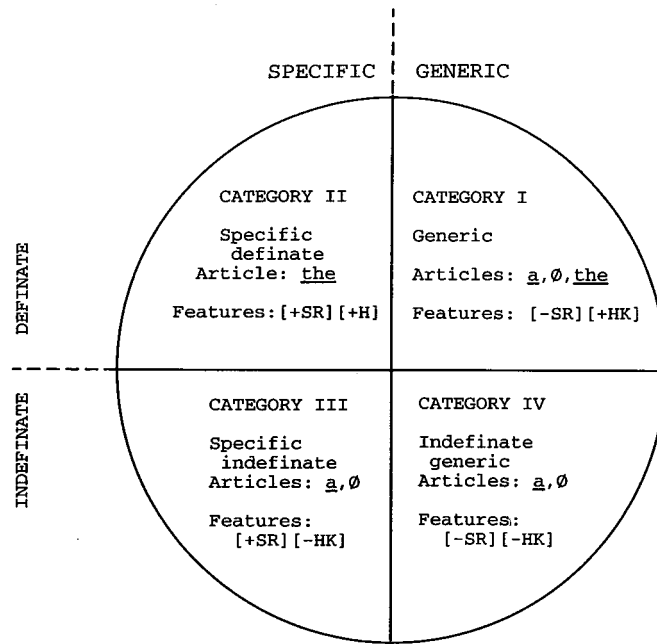 SPECIFIC GENERIC
DEFINATE
CATEGORY II
Specific
definate
Article: the
Features:[+SR][+H]
CATEGORY I
Generic
Articles: a,Ø,the
Features: [-SR][+HK]
INDEFINATE
CATEGORY III
Specific
indefinate
Articles: a,Ø
Features:
[+SR][-HK]
CATEGORY IV
Indefinate
generic
Articles: a,Ø
Features:
[-SR][-HK]